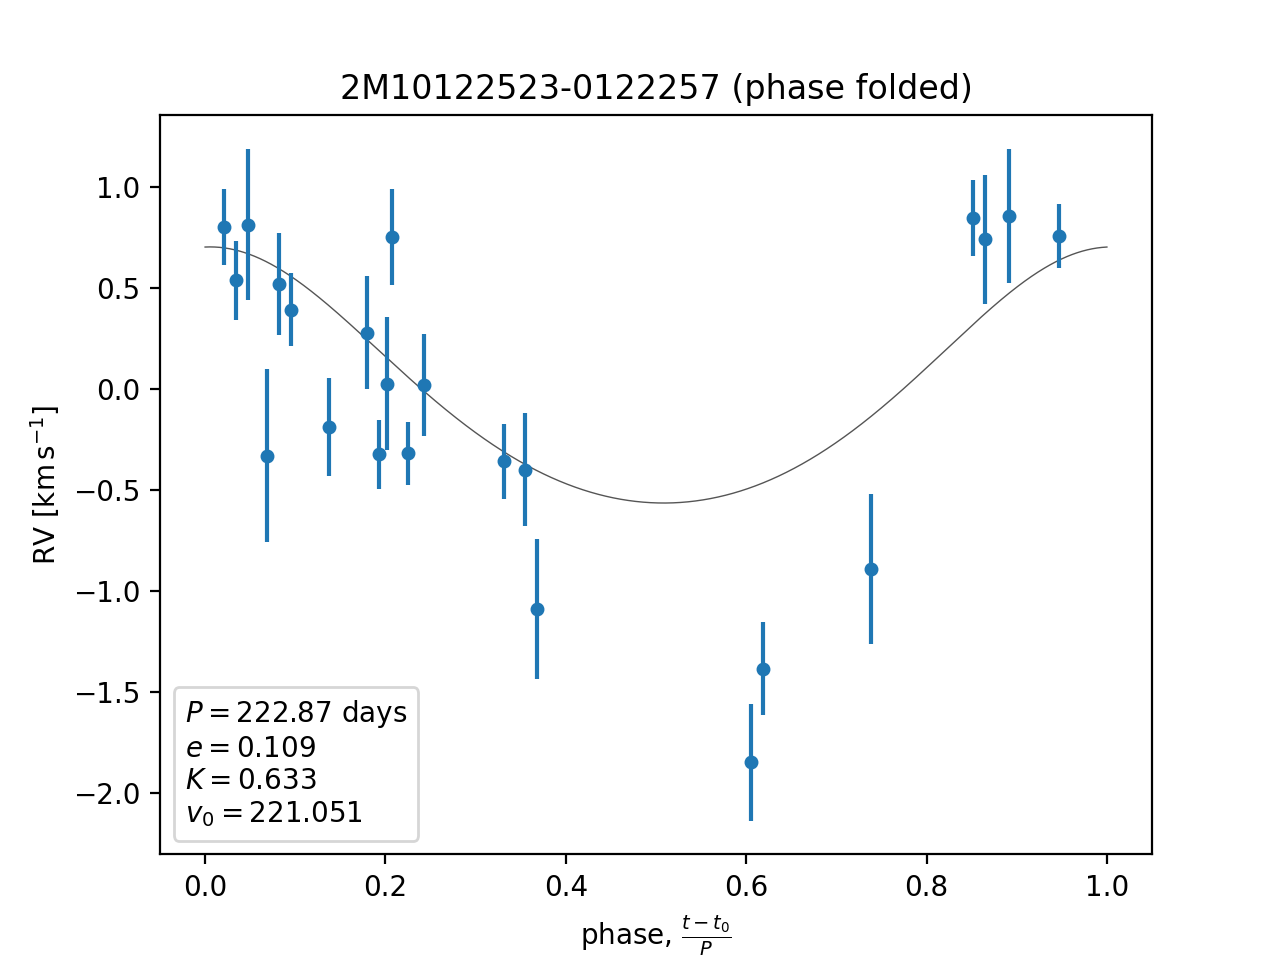 2M10122523-0122257 (phase folded)
RV [km s⁻¹]
1.0
0.5
0.0
−0.5
−1.0
−1.5
−2.0
P = 222.87 days
e = 0.109
K = 0.633
v₀ = 221.051
0.0 0.2 0.4 0.6 0.8 1.0
phase, (t − t₀)/P